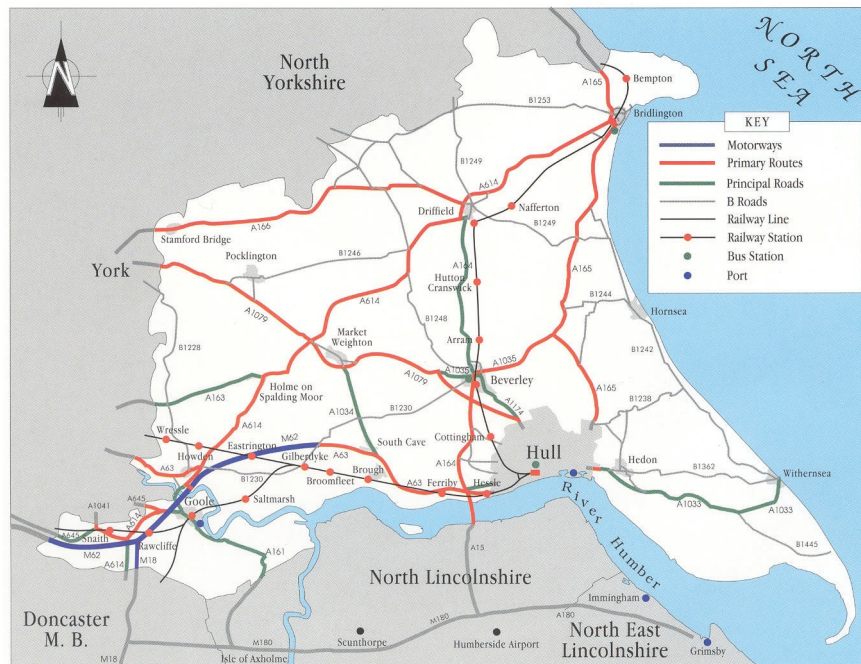 NORTH
SEA
North
Yorkshire
N
A165
Bempton
B1253
Bridlington
KEY
Motorways
Primary Routes
Principal Roads
B Roads
Railway Line
Railway Station
Bus Station
Port
B1249
A614
Driffield
Nafferton
B1249
A166
Stamford Bridge
York
Pocklington
B1246
A164
Hutton
Cranswick
A165
A614
A1079
B1244
Hornsea
B1248
Market
Weighton
Arram
B1228
B1242
A1035
A1035
Beverley
A1079
A163
Holme on
Spalding Moor
A165
A1034
B1230
A1174
B1238
Wressle
A614
Eastrington
M62
Cottingham
South Cave
Hull
Howden
Gilberdyke
A63
A63
A164
Hedon
B1362
Withernsea
B1230
Broomfleet
Brough
A63
Ferriby
Hessle
Goole
Saltmarsh
A1041
A645
A614
A1033
A1033
A645
Snaith
Rawcliffe
M62
A614
M18
A161
A15
River
Humber
B1445
North Lincolnshire
Immingham
Doncaster
M. B.
M180
A180
North East
Lincolnshire
Scunthorpe
Humberside Airport
Grimsby
M18
M180
Isle of Axholme